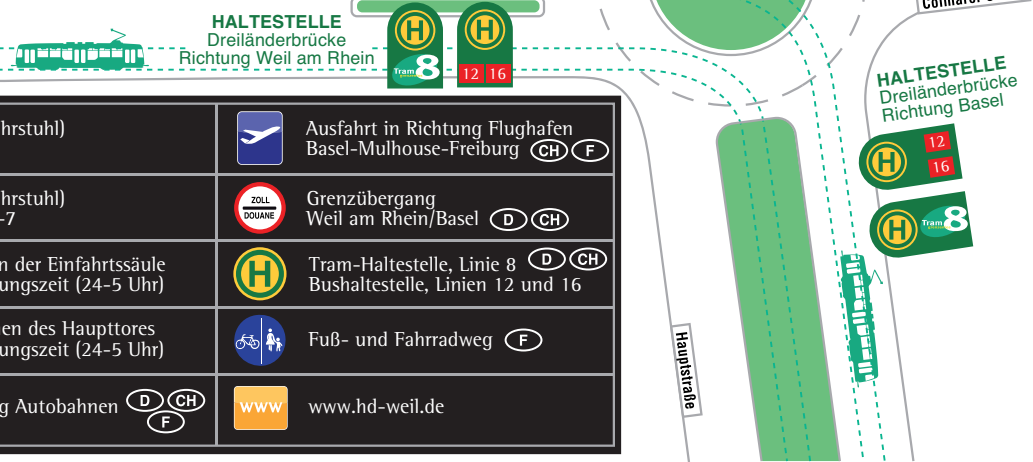 HALTESTELLE
Dreiländerbrücke
Richtung Weil am Rhein
H
Tram 8
H
12 16
HALTESTELLE
Dreiländerbrücke
Richtung Basel
H
12
16
H
Tram 8
Hauptstraße
hrstuhl)
Ausfahrt in Richtung Flughafen
Basel-Mulhouse-Freiburg CH F
hrstuhl)
-7
ZOLL
DOUANE
Grenzübergang
Weil am Rhein/Basel D CH
n der Einfahrtssäule
ungszeit (24-5 Uhr)
H
Tram-Haltestelle, Linie 8 D CH
Bushaltestelle, Linien 12 und 16
en des Haupttores
ungszeit (24-5 Uhr)
Fuß- und Fahrradweg F
g Autobahnen D CH
F
www
www.hd-weil.de